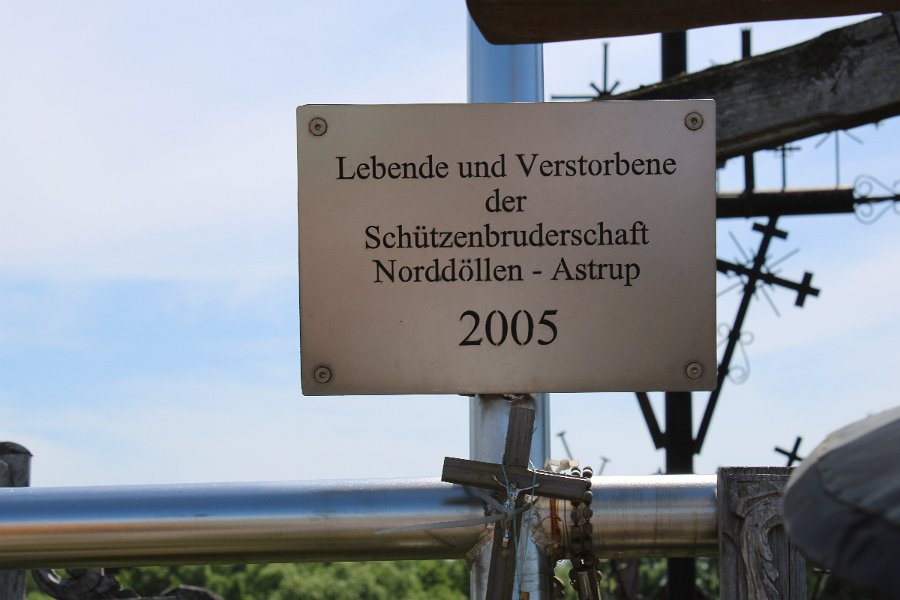 Lebende und Verstorbene
der
Schützenbruderschaft
Norddöllen - Astrup
2005